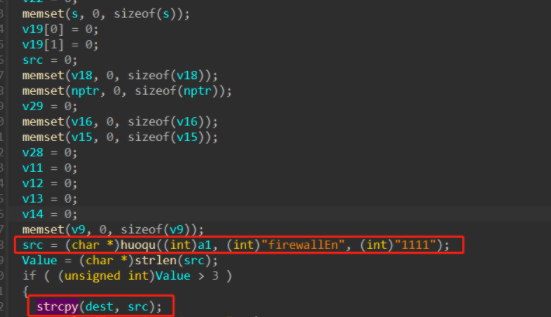 memset(s, 0, sizeof(s));
v19[0] = 0;
v19[1] = 0;
src = 0;
memset(v18, 0, sizeof(v18));
memset(nptr, 0, sizeof(nptr));
v29 = 0;
memset(v16, 0, sizeof(v16));
memset(v15, 0, sizeof(v15));
v28 = 0;
v11 = 0;
v12 = 0;
v13 = 0;
v14 = 0;
memset(v9, 0, sizeof(v9));
src = (char *)huoqu((int)a1, (int)"firewallEn", (int)"1111");
Value = (char *)strlen(src);
if ( (unsigned int)Value > 3 )
{
strcpy(dest, src);